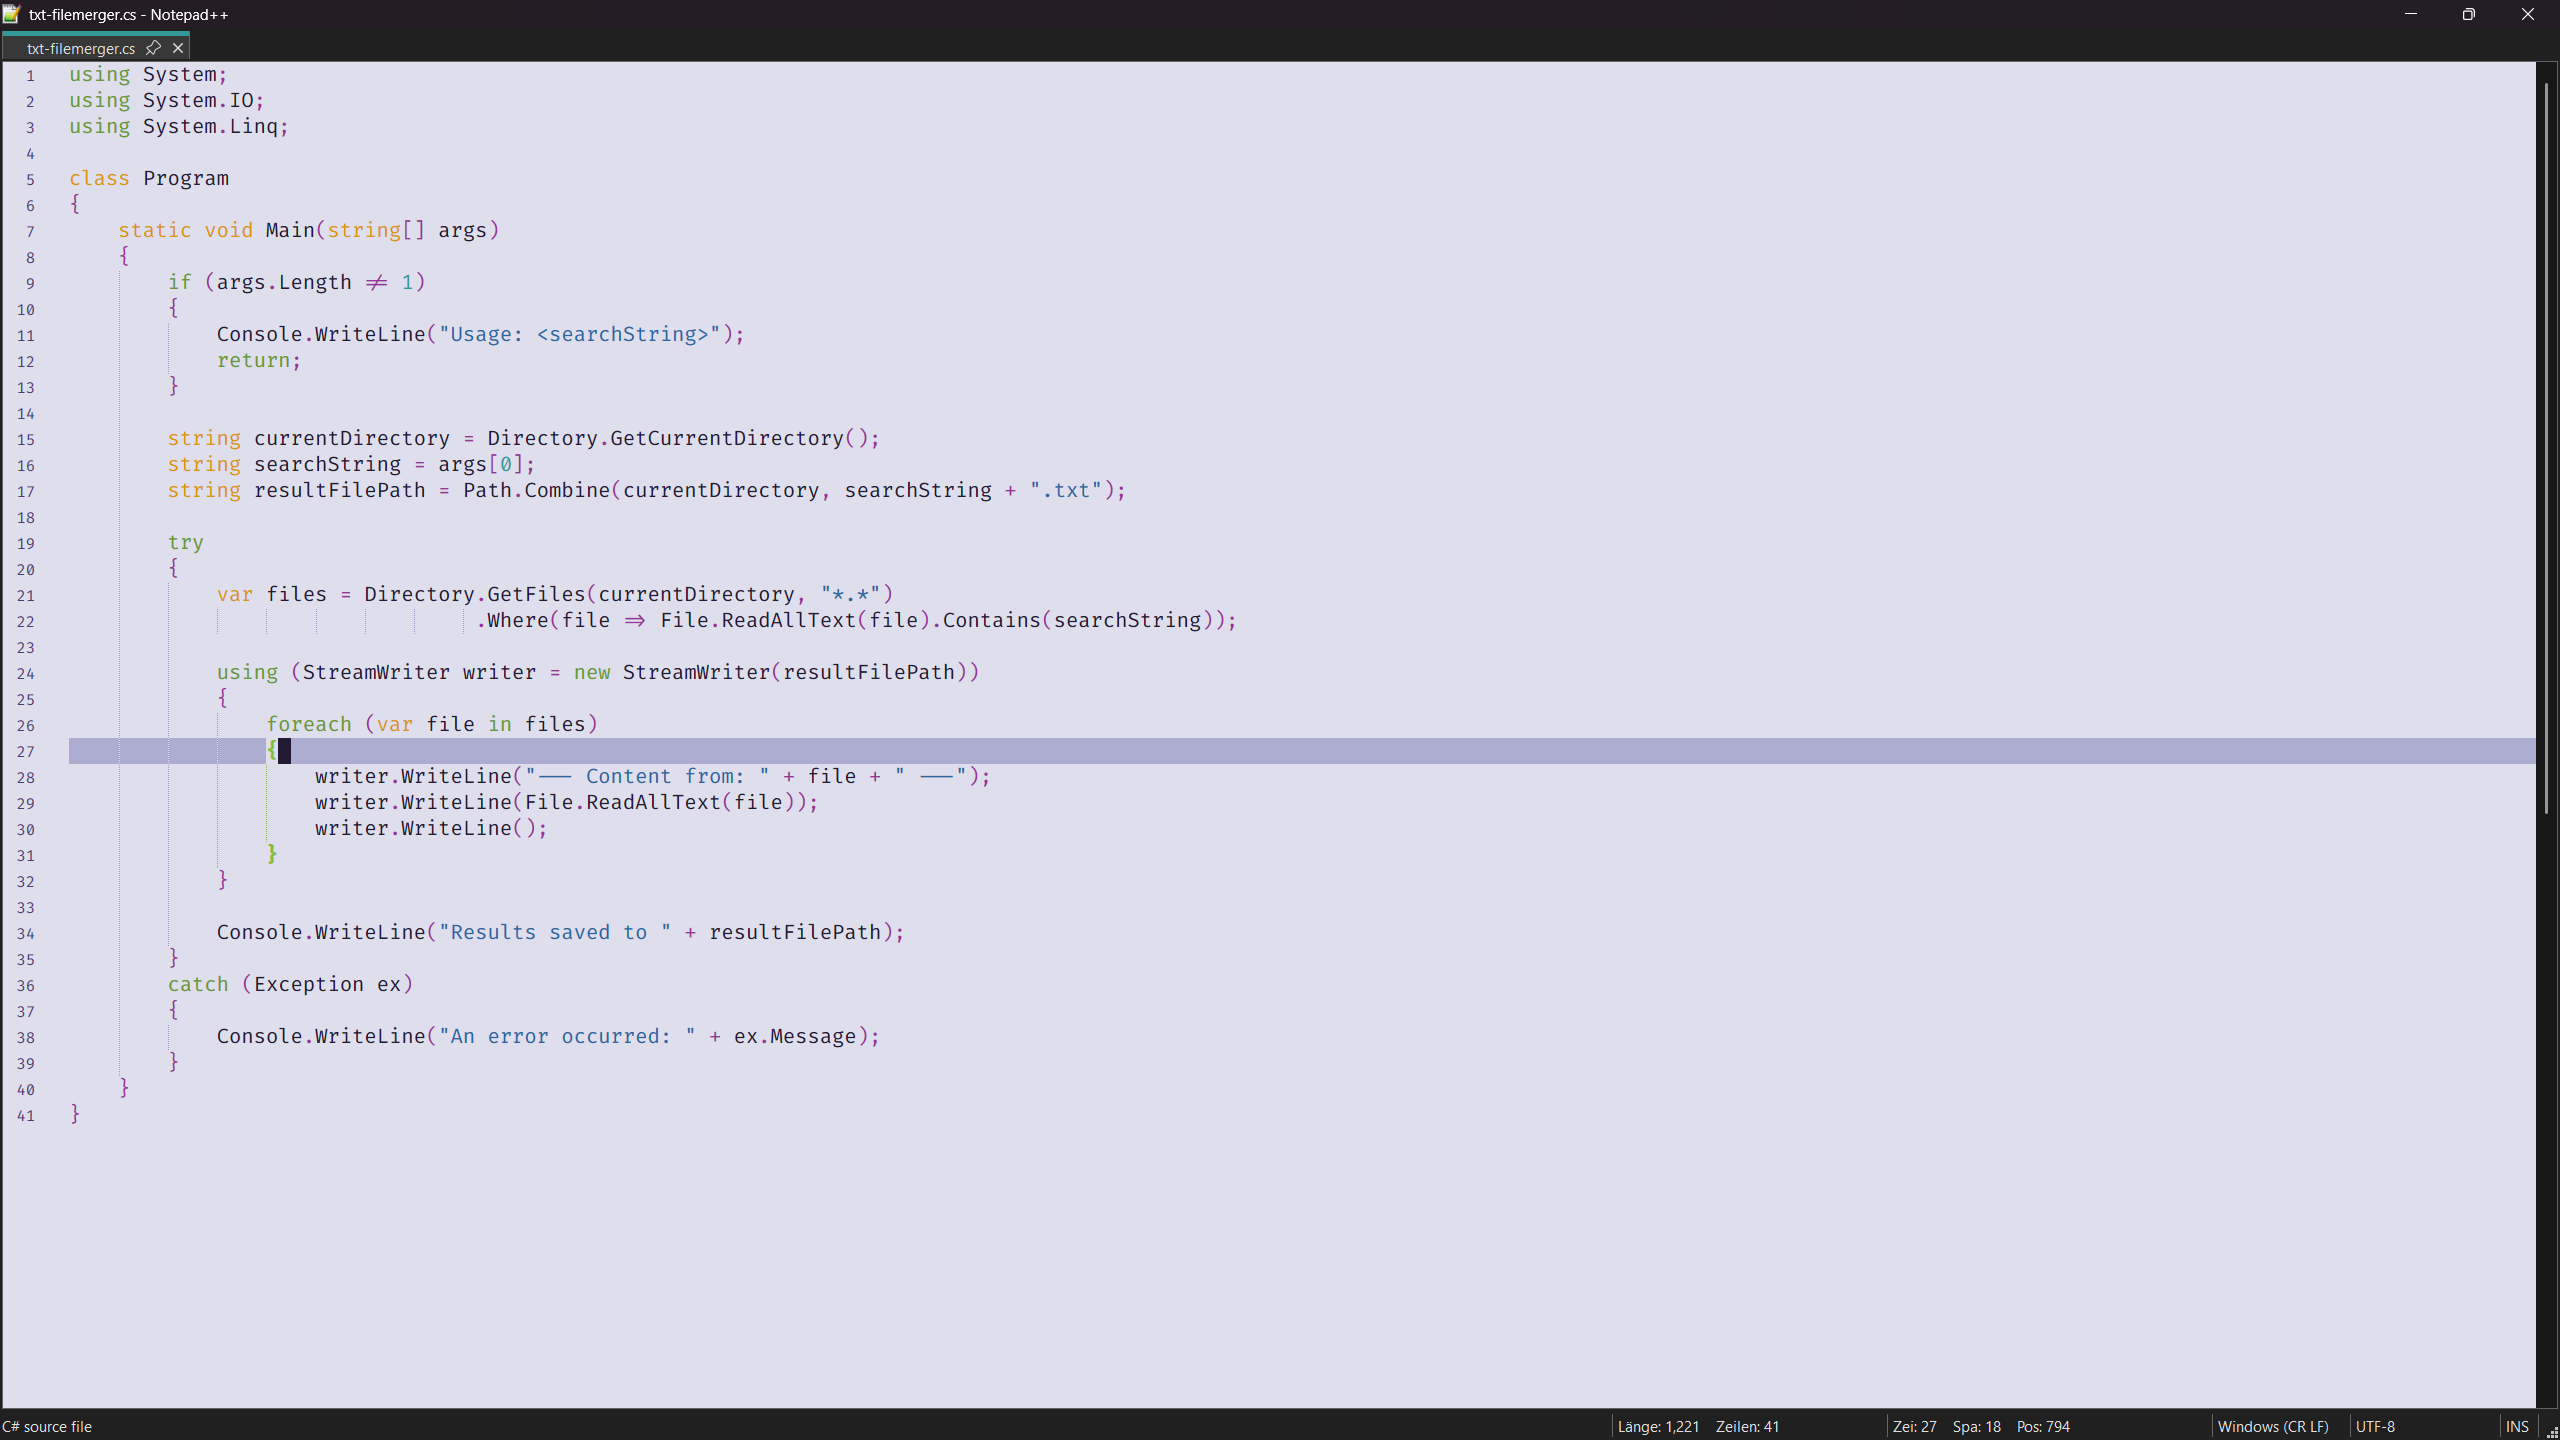 txt-filemerger.cs - Notepad++
txt-filemerger.cs
1 using System;
2 using System.IO;
3 using System.Linq;
4
5 class Program
6 {
7     static void Main(string[] args)
8     {
9         if (args.Length != 1)
10         {
11             Console.WriteLine("Usage: <searchString>");
12             return;
13         }
14
15         string currentDirectory = Directory.GetCurrentDirectory();
16         string searchString = args[0];
17         string resultFilePath = Path.Combine(currentDirectory, searchString + ".txt");
18
19         try
20         {
21             var files = Directory.GetFiles(currentDirectory, "*.*")
22                                  .Where(file => File.ReadAllText(file).Contains(searchString));
23
24             using (StreamWriter writer = new StreamWriter(resultFilePath))
25             {
26                 foreach (var file in files)
27                 {
28                     writer.WriteLine("--- Content from: " + file + " ---");
29                     writer.WriteLine(File.ReadAllText(file));
30                     writer.WriteLine();
31                 }
32             }
33
34             Console.WriteLine("Results saved to " + resultFilePath);
35         }
36         catch (Exception ex)
37         {
38             Console.WriteLine("An error occurred: " + ex.Message);
39         }
40     }
41 }
C# source file Länge: 1,221 Zeilen: 41 Zei: 27 Spa: 18 Pos: 794 Windows (CR LF) UTF-8 INS